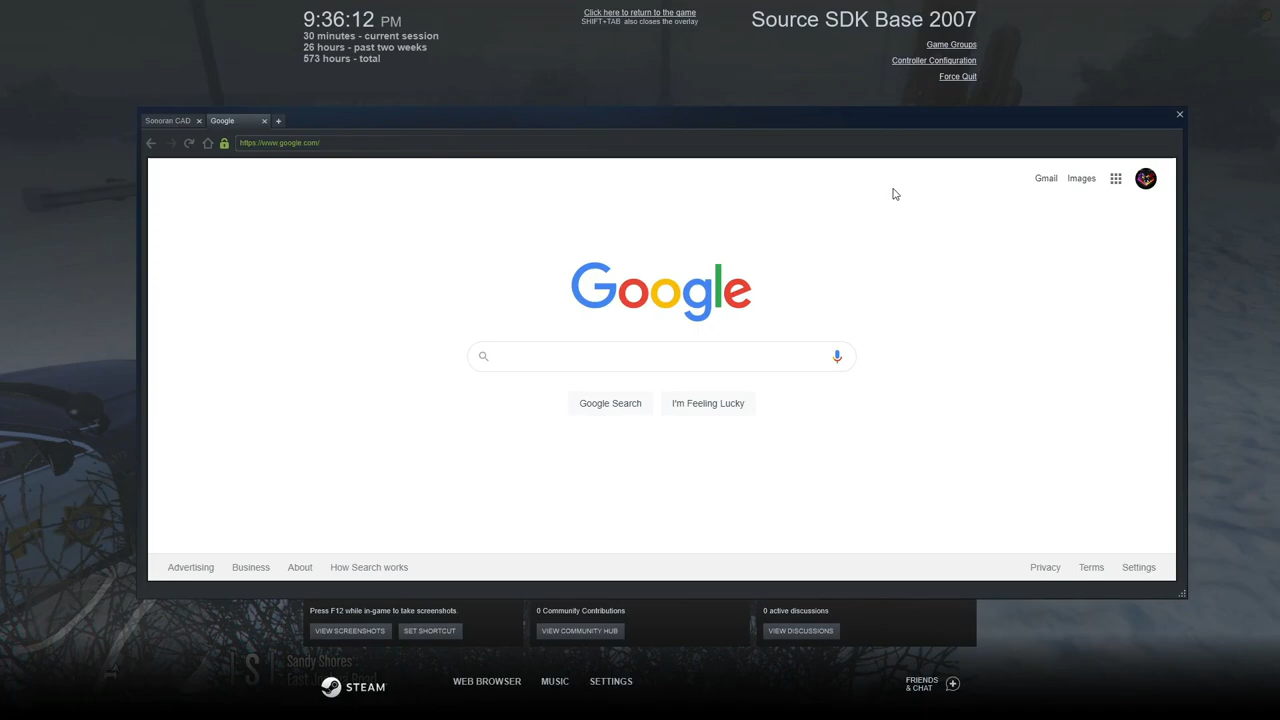 9:36:12 PM
30 minutes - current session
26 hours - past two weeks
573 hours - total
Click here to return to the game
SHIFT+TAB also closes the overlay
Source SDK Base 2007
Game Groups
Controller Configuration
Force Quit
Sonoran CAD
Google
https://www.google.com/
Gmail Images
Google
Google Search I'm Feeling Lucky
Advertising Business About How Search works
Privacy Terms Settings
Press F12 while in-game to take screenshots.
VIEW SCREENSHOTS SET SHORTCUT
0 Community Contributions
VIEW COMMUNITY HUB
0 active discussions
VIEW DISCUSSIONS
S
Sandy Shores
STEAM
WEB BROWSER MUSIC SETTINGS
FRIENDS
& CHAT